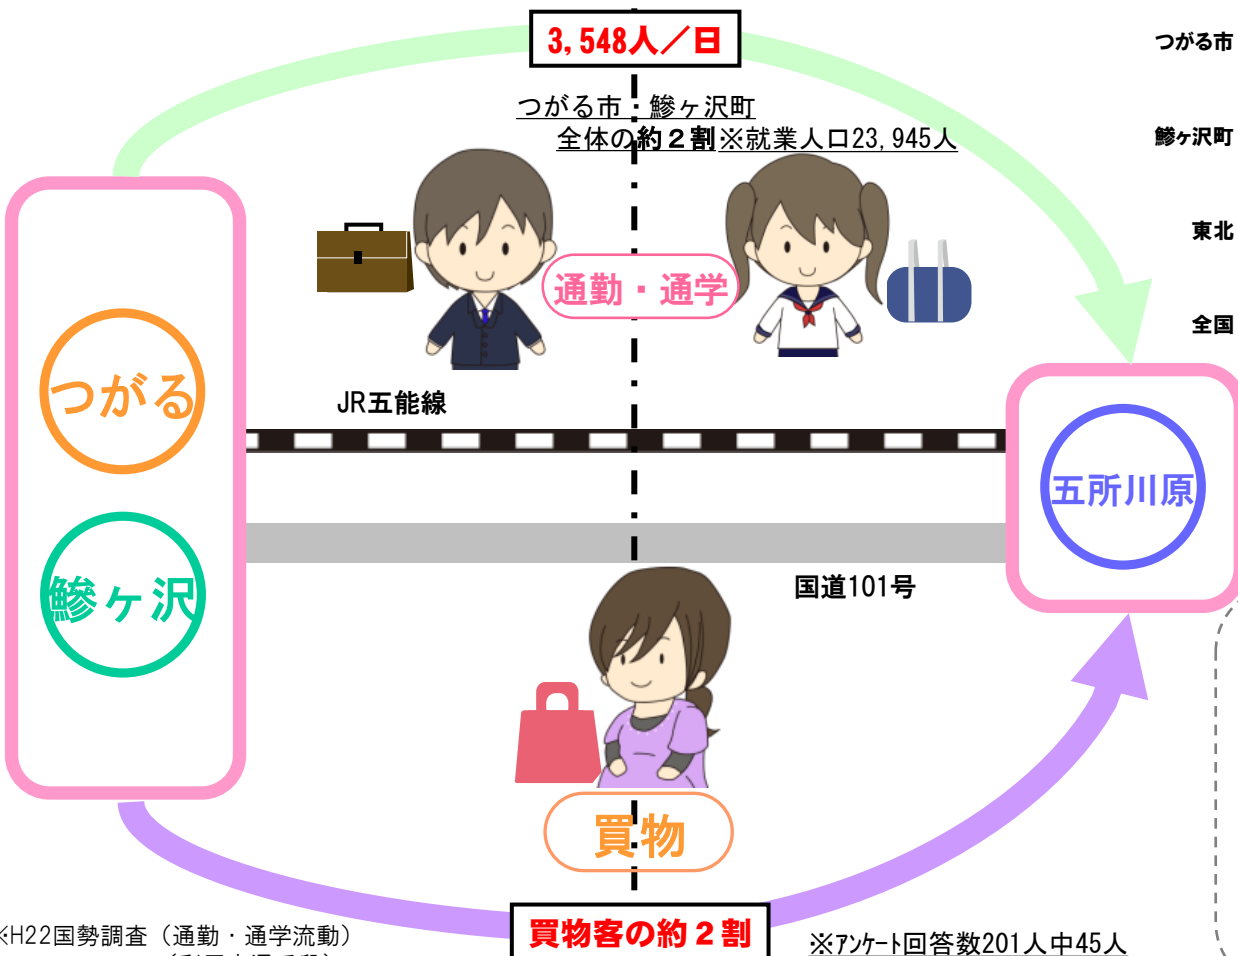 3,548人／日
つがる市・鰺ヶ沢町
全体の約２割※就業人口23,945人
通勤・通学
つがる
鰺ヶ沢
JR五能線
五所川原
国道101号
買物
買物客の約２割
※H22国勢調査（通勤・通学流動）
※ｱﾝｹｰﾄ回答数201人中45人
つがる市
鰺ヶ沢町
東北
全国